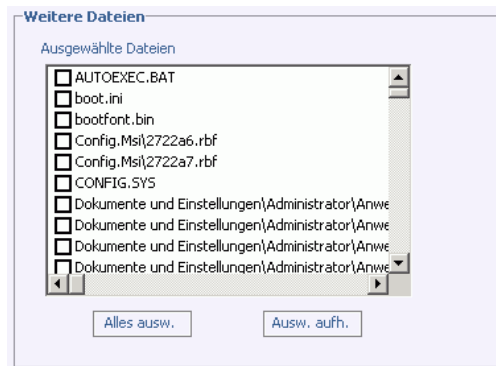 Weitere Dateien
Ausgewählte Dateien
AUTOEXEC.BAT
boot.ini
bootfont.bin
Config.Msi\2722a6.rbf
Config.Msi\2722a7.rbf
CONFIG.SYS
Dokumente und Einstellungen\Administrator\Anwe
Dokumente und Einstellungen\Administrator\Anwe
Dokumente und Einstellungen\Administrator\Anwe
Dokumente und Einstellungen\Administrator\Anwe
Alles ausw. Ausw. aufh.